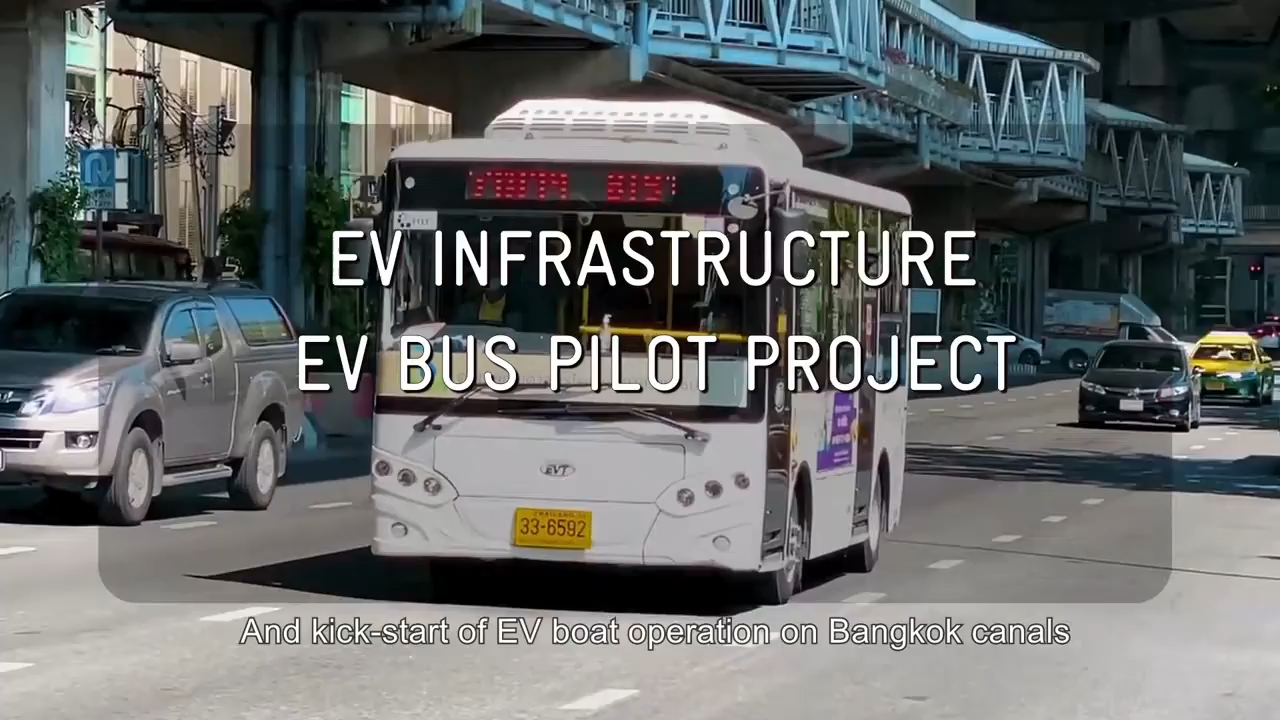 EV INFRASTRUCTURE
EV BUS PILOT PROJECT
EVT
33-6592
And kick-start of EV boat operation on Bangkok canals